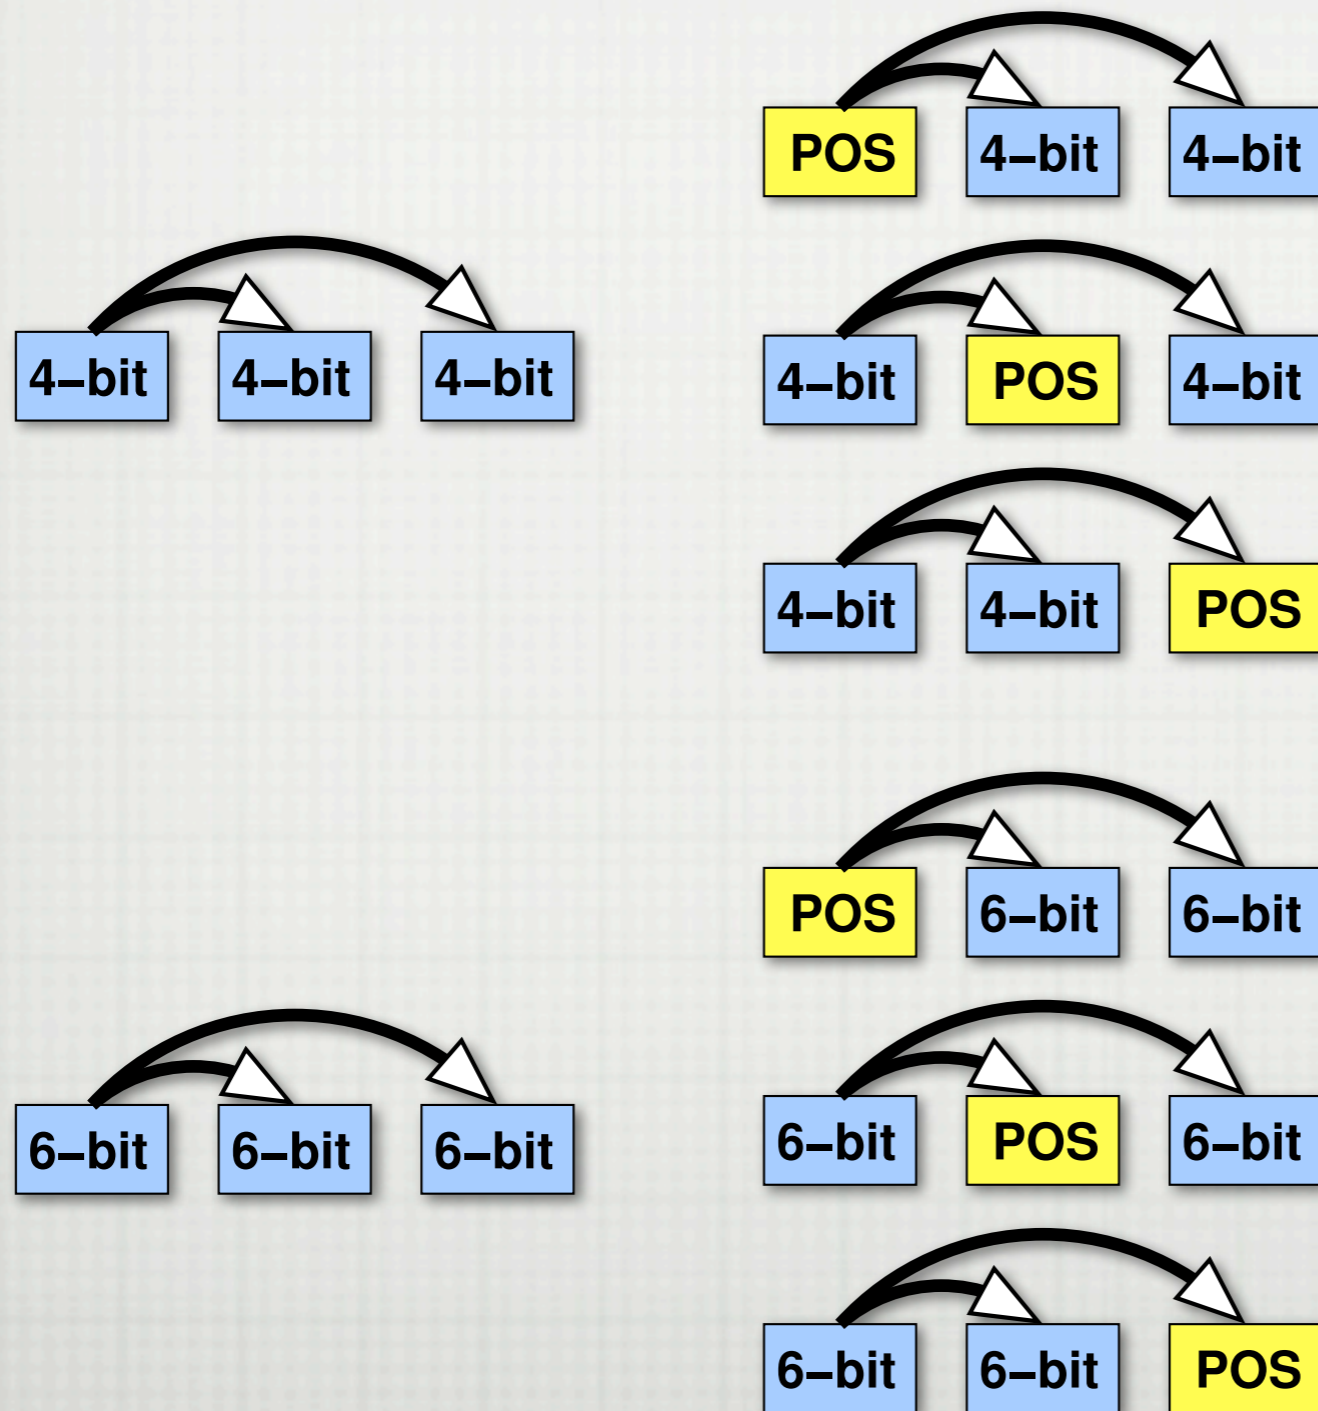 POS 4–bit 4–bit
4–bit 4–bit 4–bit
4–bit POS 4–bit
4–bit 4–bit POS
POS 6–bit 6–bit
6–bit 6–bit 6–bit
6–bit POS 6–bit
6–bit 6–bit POS